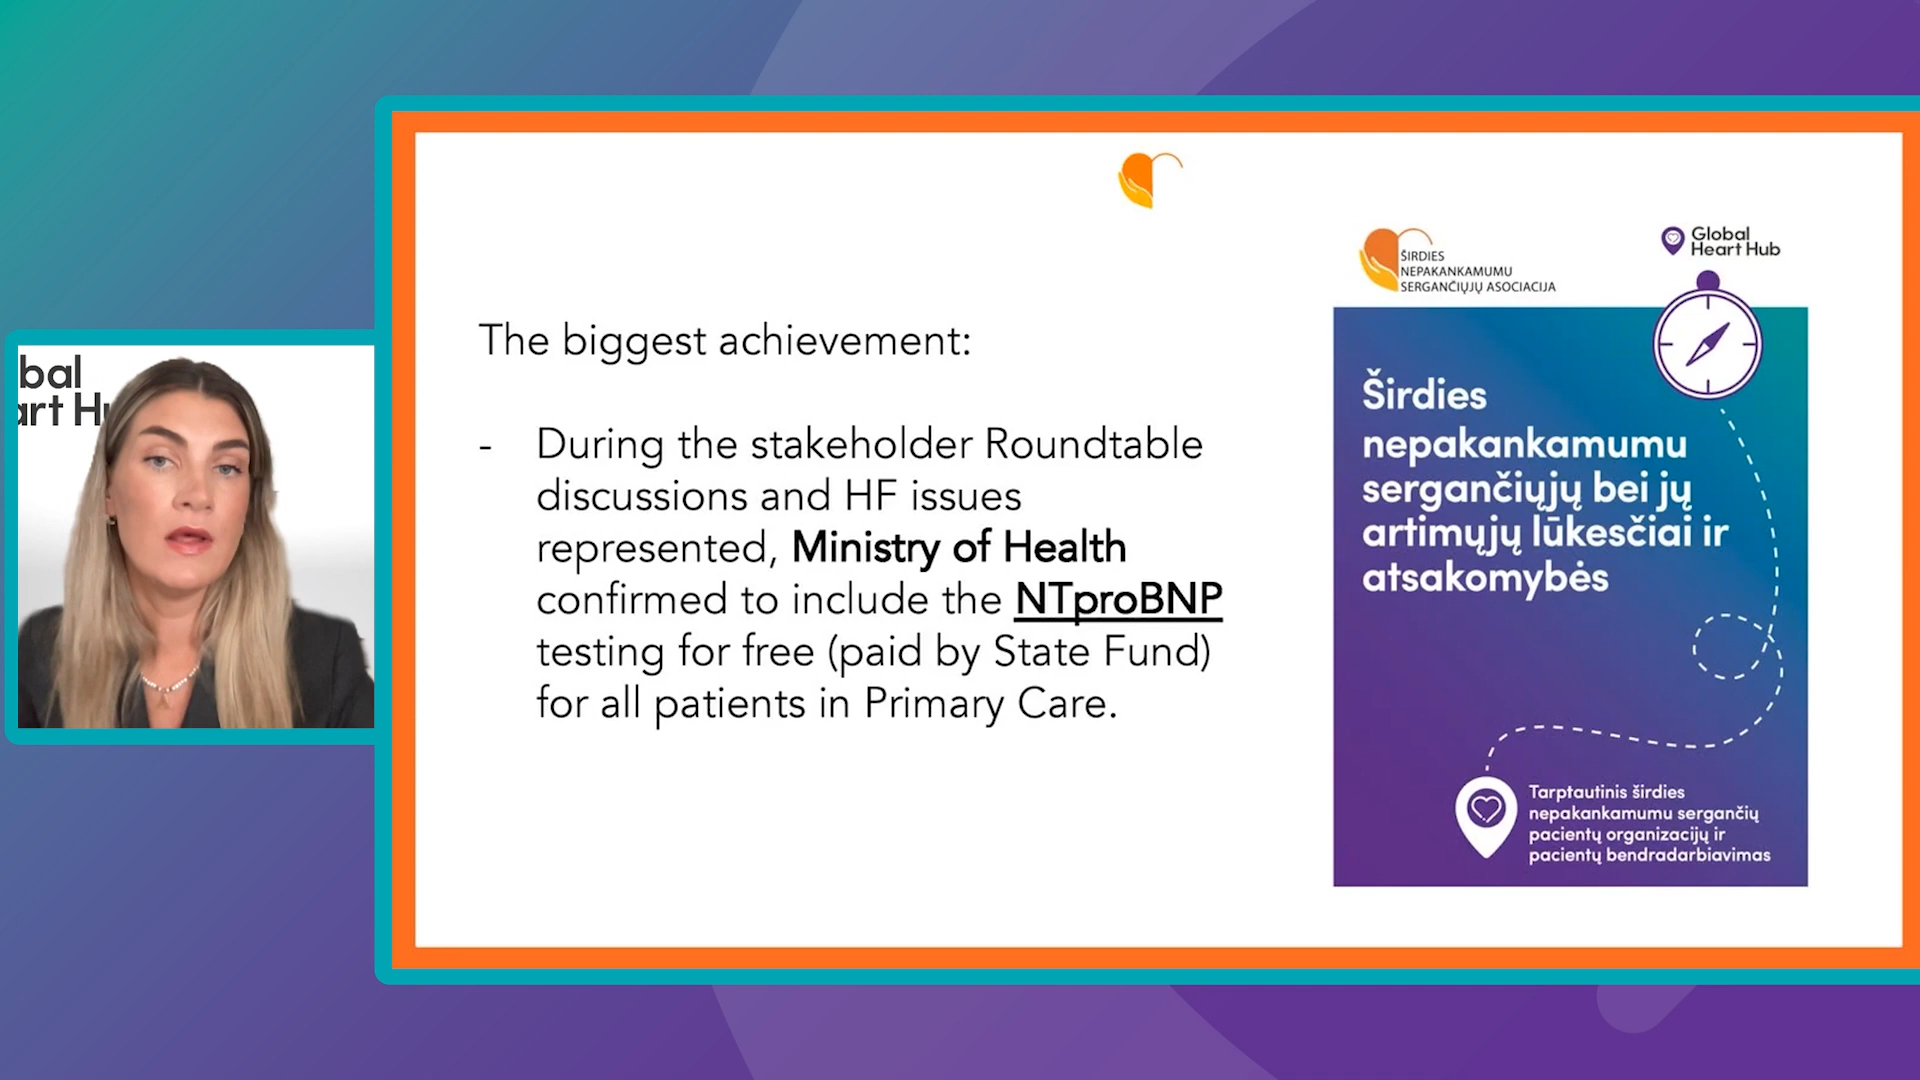 bal
art H
The biggest achievement:
- During the stakeholder Roundtable
discussions and HF issues
represented, Ministry of Health
confirmed to include the NTproBNP
testing for free (paid by State Fund)
for all patients in Primary Care.
ŠIRDIES
NEPAKANKAMUMU
SERGANČIŲJŲ ASOCIACIJA
Global
Heart Hub
Širdies
nepakankamumu
sergančiųjų bei jų
artimųjų lūkesčiai ir
atsakomybės
Tarptautinis širdies
nepakankamumu sergančių
pacientų organizacijų ir
pacientų bendradarbiavimas